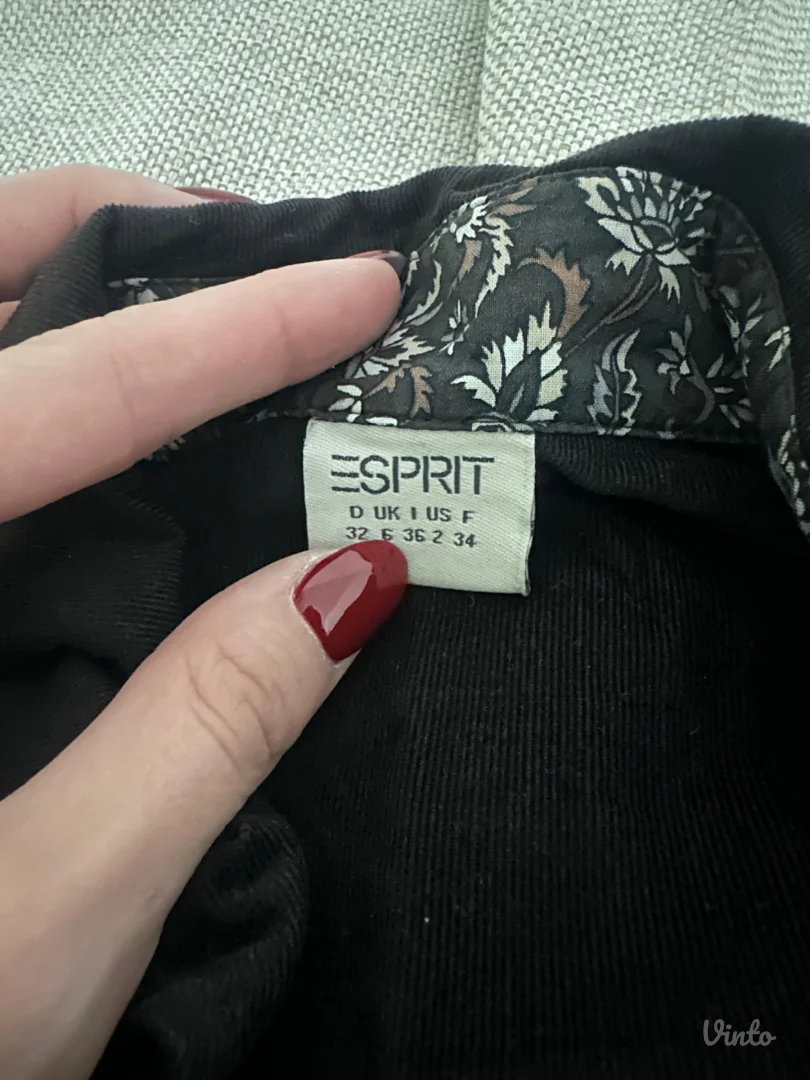 ESPRIT
D UK I US F
32 6 36 2 34
Vinto